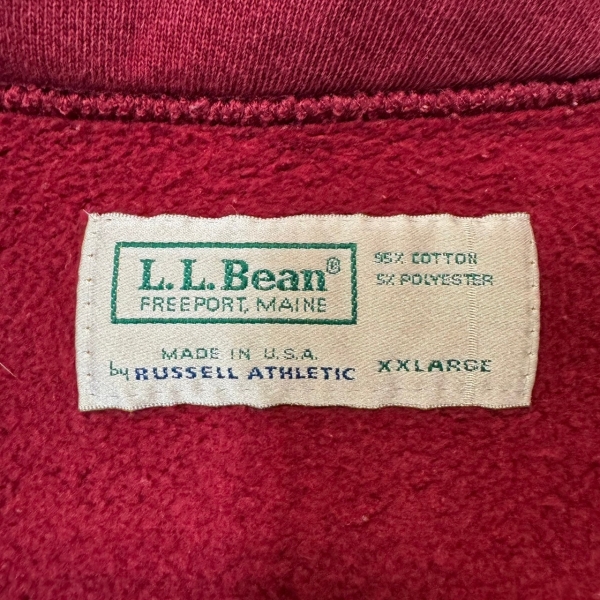 L.L.Bean®
FREEPORT, MAINE
95% COTTON
5% POLYESTER
MADE IN U.S.A.
by RUSSELL ATHLETIC
XXLARGE